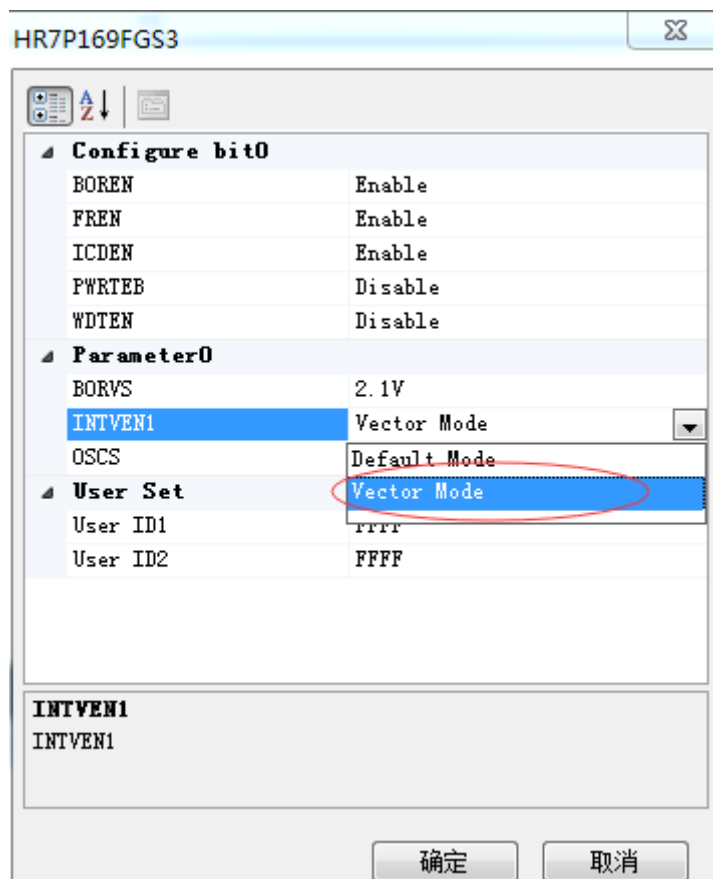 HR7P169FGS3
Configure bit0
BOREN Enable
FREN Enable
ICDEN Enable
PWRTEB Disable
WDTEN Disable
Parameter0
BORVS 2.1V
INTVEN1 Vector Mode
OSCS Default Mode
User Set Vector Mode
User ID1 FFFF
User ID2 FFFF
INTVEN1
INTVEN1
确定 取消